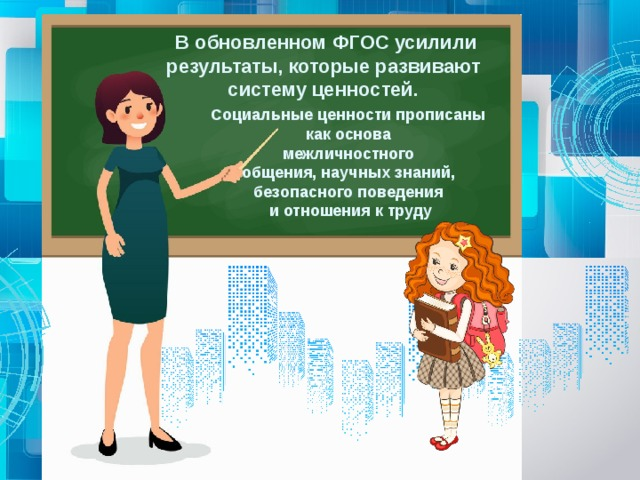 В обновленном ФГОС усилили
результаты, которые развивают
систему ценностей.
Социальные ценности прописаны
как основа
межличностного
общения, научных знаний,
безопасного поведения
и отношения к труду